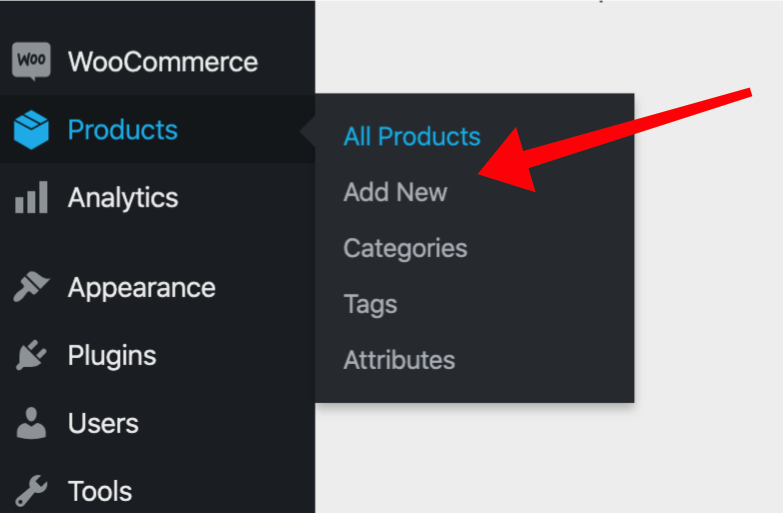 Woo WooCommerce
Products
Analytics
Appearance
Plugins
Users
Tools
All Products
Add New
Categories
Tags
Attributes